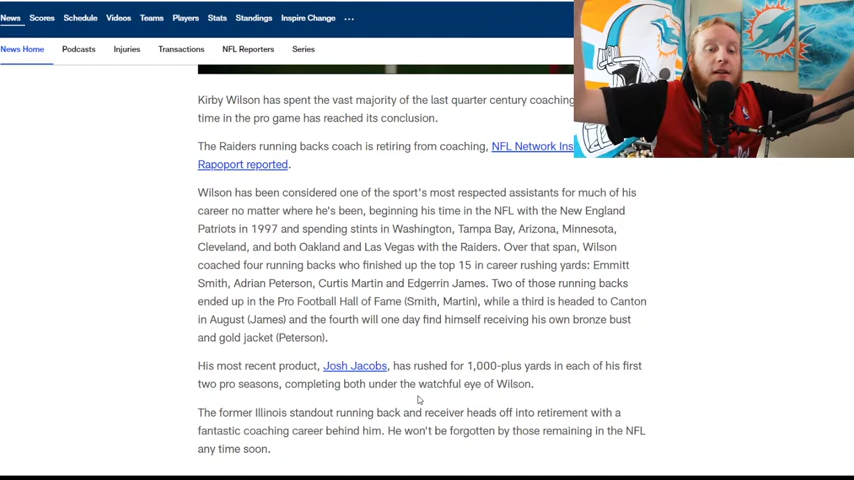 News Scores Schedule Videos Teams Players Stats Standings Inspire Change ...
News Home Podcasts Injuries Transactions NFL Reporters Series
Kirby Wilson has spent the vast majority of the last quarter century coaching
time in the pro game has reached its conclusion.
The Raiders running backs coach is retiring from coaching, NFL Network Ins
Rapoport reported.
Wilson has been considered one of the sport's most respected assistants for much of his
career no matter where he's been, beginning his time in the NFL with the New England
Patriots in 1997 and spending stints in Washington, Tampa Bay, Arizona, Minnesota,
Cleveland, and both Oakland and Las Vegas with the Raiders. Over that span, Wilson
coached four running backs who finished up the top 15 in career rushing yards: Emmitt
Smith, Adrian Peterson, Curtis Martin and Edgerrin James. Two of those running backs
ended up in the Pro Football Hall of Fame (Smith, Martin), while a third is headed to Canton
in August (James) and the fourth will one day find himself receiving his own bronze bust
and gold jacket (Peterson).
His most recent product, Josh Jacobs, has rushed for 1,000-plus yards in each of his first
two pro seasons, completing both under the watchful eye of Wilson.
The former Illinois standout running back and receiver heads off into retirement with a
fantastic coaching career behind him. He won't be forgotten by those remaining in the NFL
any time soon.